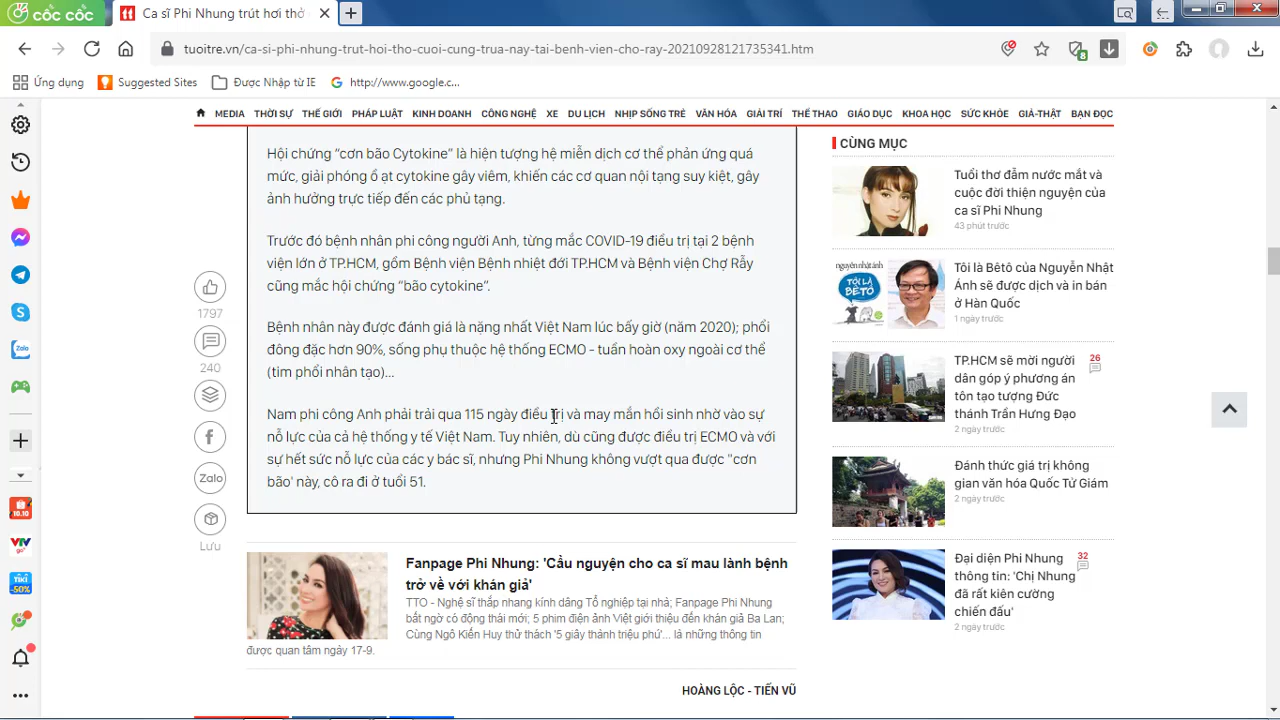 cốc cốc
Ca sĩ Phi Nhung trút hơi thở
tuoitre.vn/ca-si-phi-nhung-trut-hoi-tho-cuoi-cung-trua-nay-tai-benh-vien-cho-ray-20210928121735341.htm
8
Ứng dụng
Suggested Sites
Được Nhập từ IE
http://www.google.c...
MEDIA THỜI SỰ THẾ GIỚI PHÁP LUẬT KINH DOANH CÔNG NGHỆ XE DU LỊCH NHỊP SỐNG TRẺ VĂN HÓA GIẢI TRÍ THỂ THAO GIÁO DỤC KHOA HỌC SỨC KHỎE GIẢ-THẬT BẠN ĐỌC
Hội chứng “cơn bão Cytokine” là hiện tượng hệ miễn dịch cơ thể phản ứng quá
mức, giải phóng ồ ạt cytokine gây viêm, khiến các cơ quan nội tạng suy kiệt, gây
ảnh hưởng trực tiếp đến các phủ tạng.
Trước đó bệnh nhân phi công người Anh, từng mắc COVID-19 điều trị tại 2 bệnh
viện lớn ở TP.HCM, gồm Bệnh viện Bệnh nhiệt đới TP.HCM và Bệnh viện Chợ Rẫy
cũng mắc hội chứng “bão cytokine”.
Bệnh nhân này được đánh giá là nặng nhất Việt Nam lúc bấy giờ (năm 2020); phổi
đông đặc hơn 90%, sống phụ thuộc hệ thống ECMO - tuần hoàn oxy ngoài cơ thể
(tim phổi nhân tạo)...
Nam phi công Anh phải trải qua 115 ngày điều trị và may mắn hồi sinh nhờ vào sự
nỗ lực của cả hệ thống y tế Việt Nam. Tuy nhiên, dù cũng được điều trị ECMO và với
sự hết sức nỗ lực của các y bác sĩ, nhưng Phi Nhung không vượt qua được "cơn
bão' này, cô ra đi ở tuổi 51.
1797
240
Zalo
Lưu
Fanpage Phi Nhung: 'Cầu nguyện cho ca sĩ mau lành bệnh
trở về với khán giả'
TTO - Nghệ sĩ thắp nhang kính dâng Tổ nghiệp tại nhà; Fanpage Phi Nhung
bất ngờ có động thái mới; 5 phim điện ảnh Việt giới thiệu đến khán giả Ba Lan;
Cùng Ngô Kiến Huy thử thách '5 giây thành triệu phú'... là những thông tin
được quan tâm ngày 17-9.
HOÀNG LỘC - TIẾN VŨ
CÙNG MỤC
Tuổi thơ đẫm nước mắt và
cuộc đời thiện nguyện của
ca sĩ Phi Nhung
43 phút trước
nguyễn nhật ánh
TÔI LÀ
BÊTÔ
Tôi là Bêtô của Nguyễn Nhật
Ánh sẽ được dịch và in bán
ở Hàn Quốc
1 ngày trước
TP.HCM sẽ mời người
dân góp ý phương án
tôn tạo tượng Đức
thánh Trần Hưng Đạo
26
2 ngày trước
Đánh thức giá trị không
gian văn hóa Quốc Tử Giám
2 ngày trước
Đại diện Phi Nhung
thông tin: 'Chị Nhung
đã rất kiên cường
chiến đấu'
32
2 ngày trước
Zalo
10.10
VTV
go
TIKI
-50%